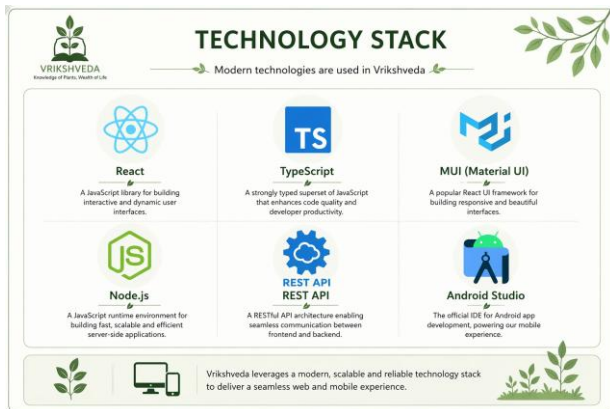 VRIKSHVEDA
Knowledge of Plants, Wealth of Life
TECHNOLOGY STACK
Modern technologies are used in Vrikshveda
React
A JavaScript library for building
interactive and dynamic user
interfaces.
TS
TypeScript
A strongly typed superset of JavaScript
that enhances code quality and
developer productivity.
MUI (Material UI)
A popular React UI framework for
building responsive and beautiful
interfaces.
JS
Node.js
A JavaScript runtime environment for
building fast, scalable and efficient
server-side applications.
REST API
REST API
A RESTful API architecture enabling
seamless communication between
frontend and backend.
Android Studio
The official IDE for Android app
development, powering our mobile
experience.
Vrikshveda leverages a modern, scalable and reliable technology stack
to deliver a seamless web and mobile experience.